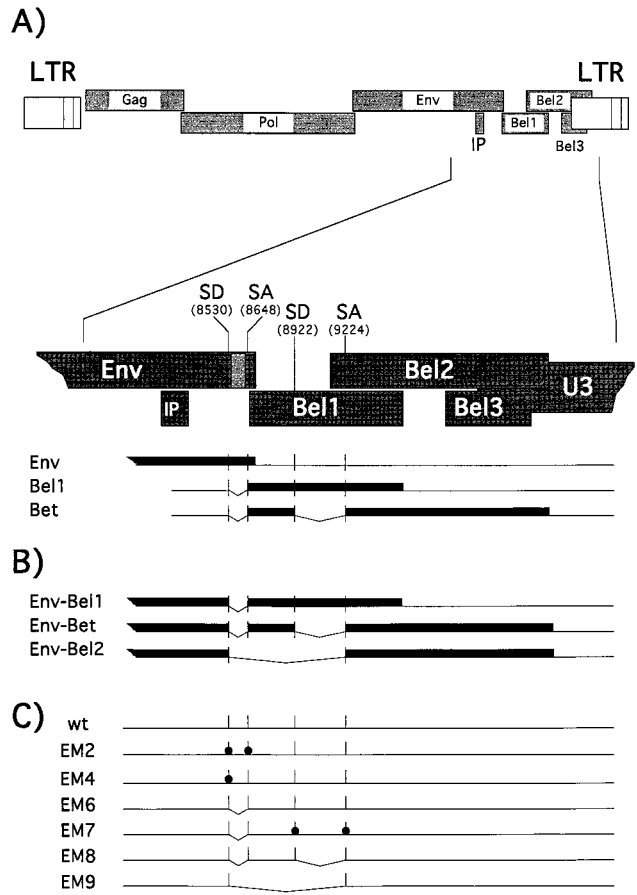 A)
LTR
LTR
Gag
Env
Bel2
Pol
IP
Bel1
Bel3
SD
SA
SD
SA
(8530)
(8648)
(8922)
(9224)
Env
Bel2
U3
IP
Bel1
Bel3
Env
Bel1
Bet
B)
Env-Bel1
Env-Bet
Env-Bel2
C)
wt
EM2
EM4
EM6
EM7
EM8
EM9